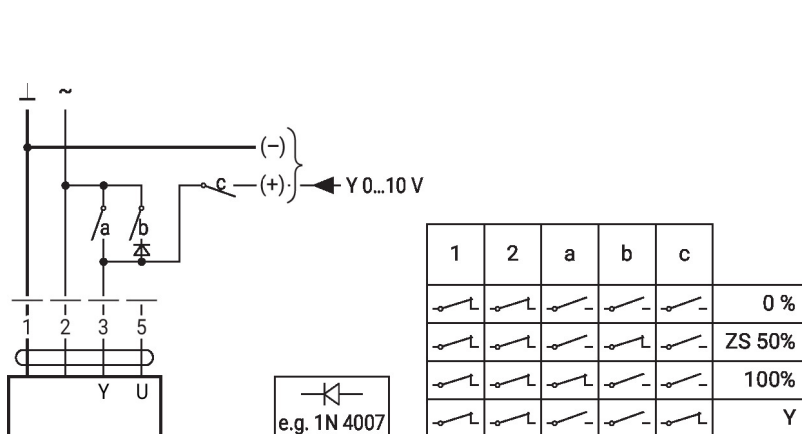 ⊥ ~
(−)
c (+) Y 0...10 V
a b
1 2 3 5
Y U
e.g. 1N 4007
1 2 a b c
0 %
ZS 50%
100%
Y